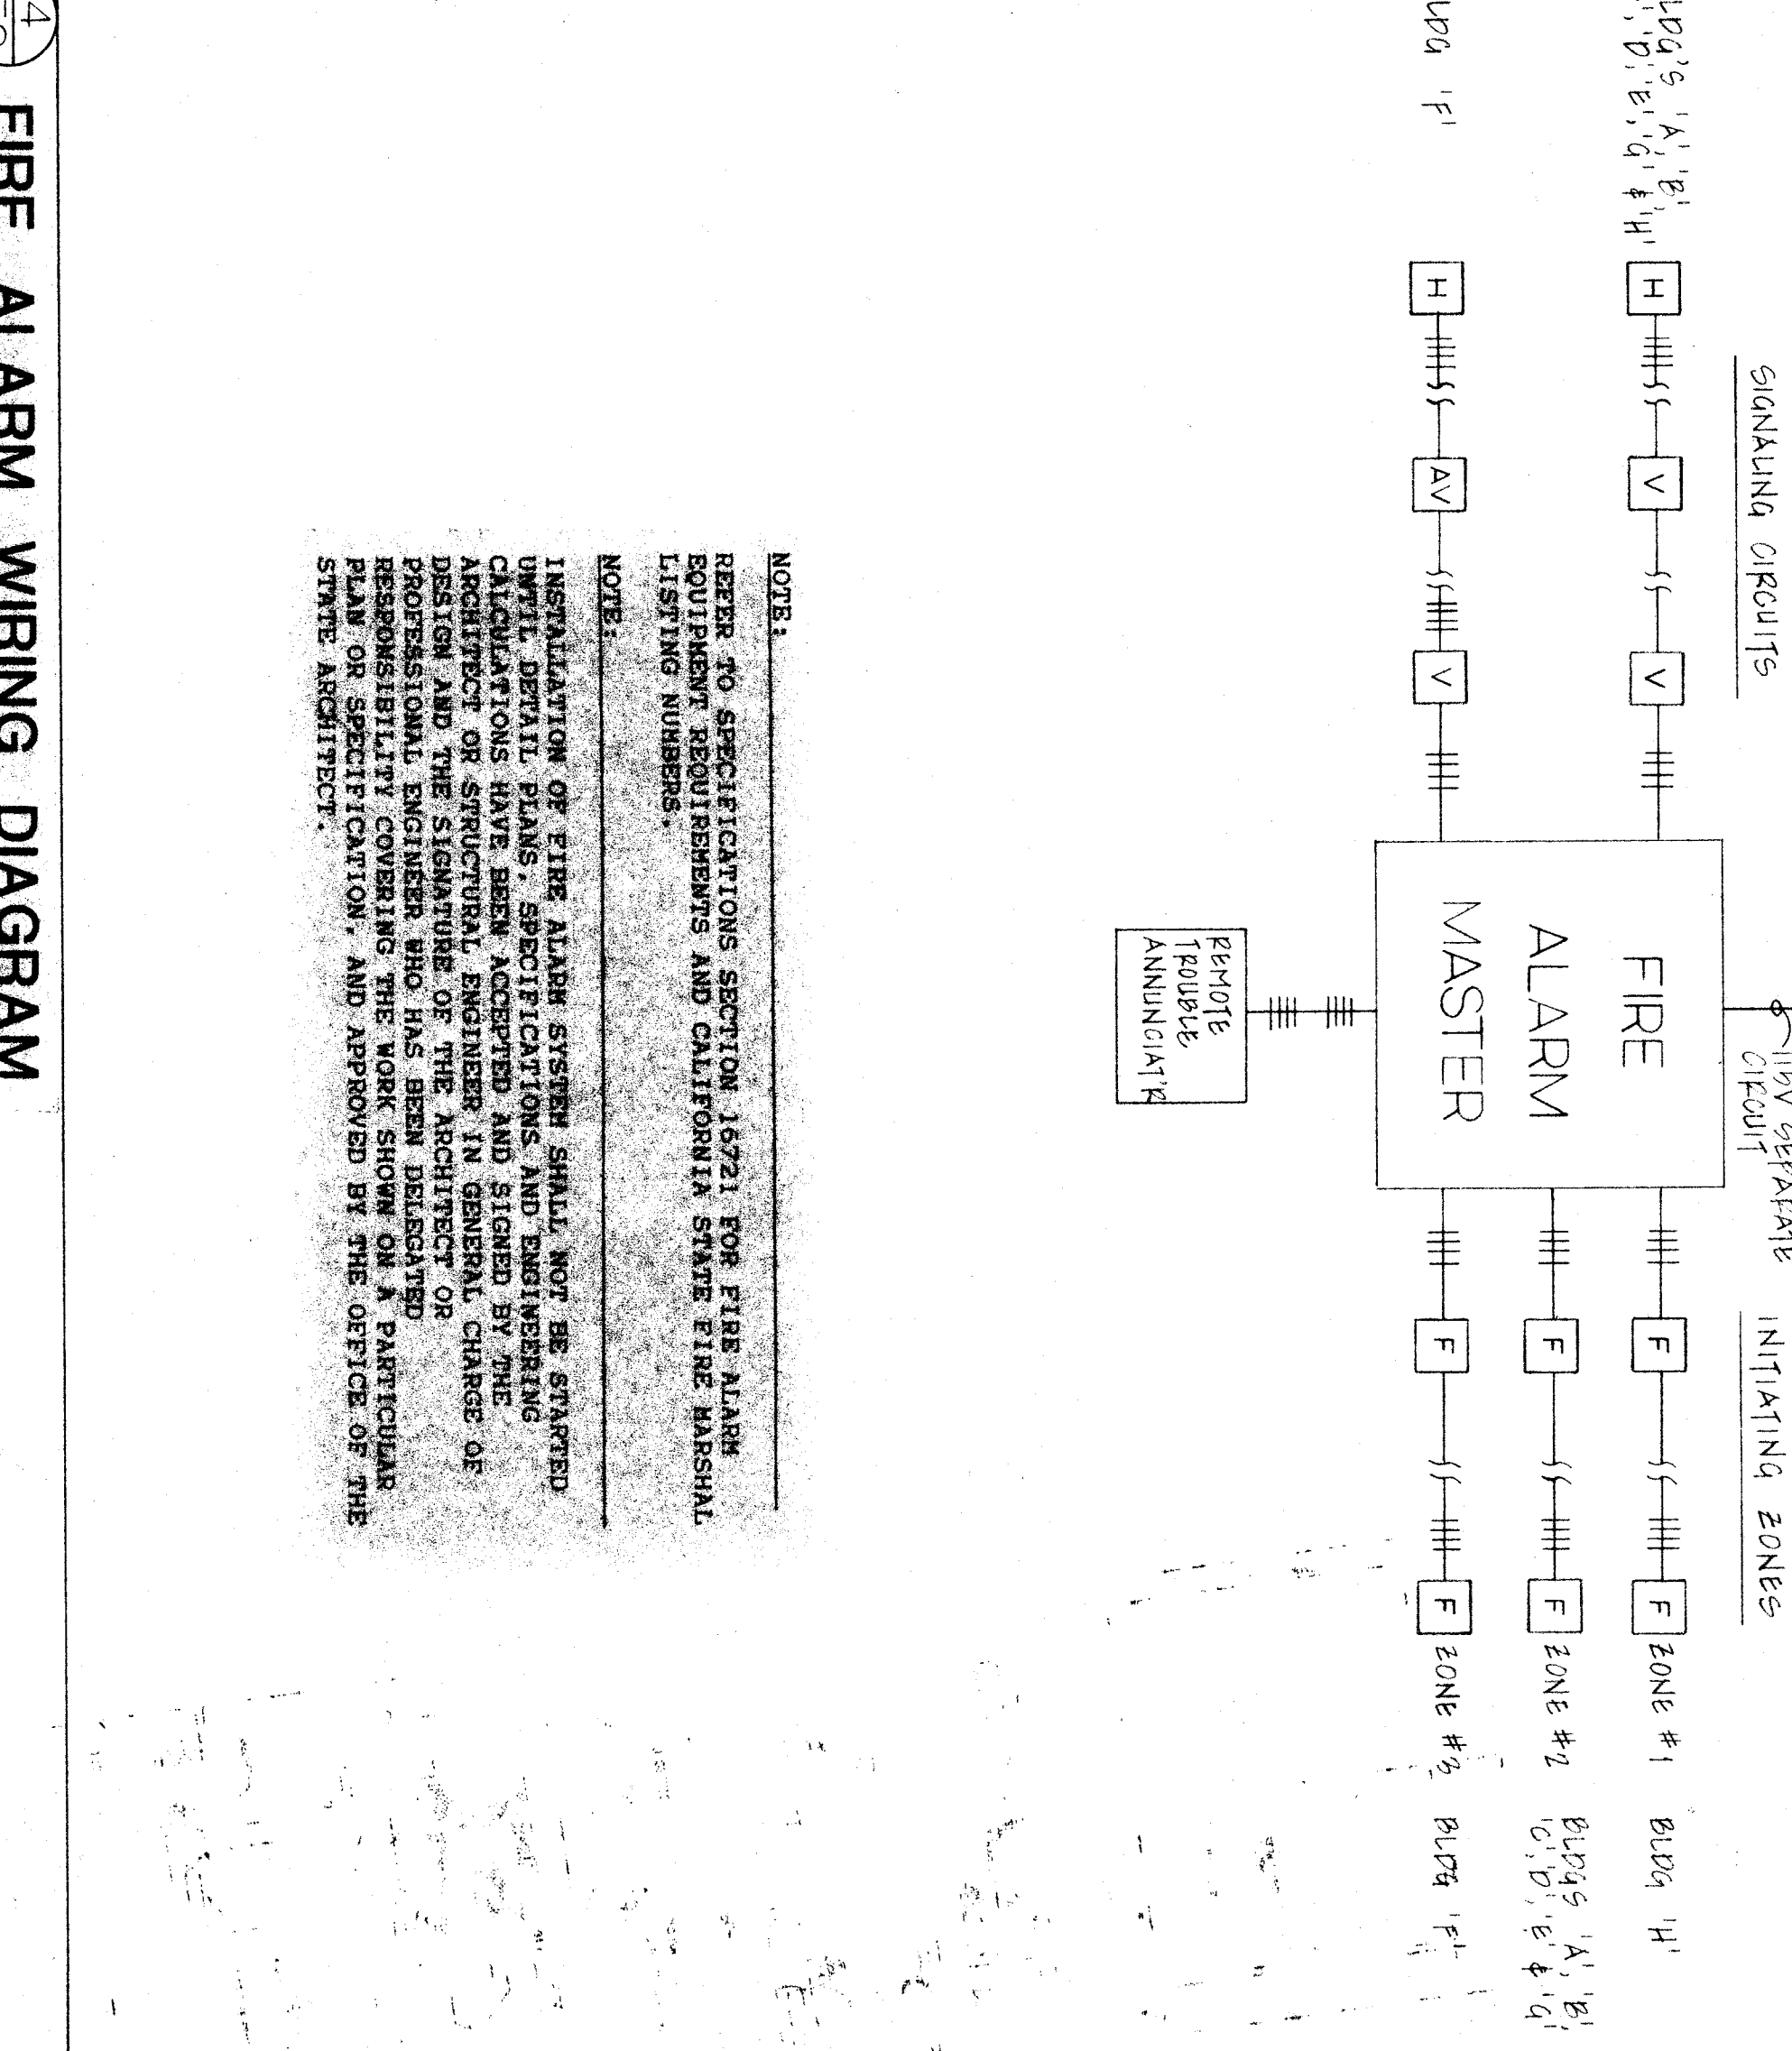 SIGNALING CIRCUITS
CIRCUIT
INITIATING ZONES
'A', 'B'
'D', 'E', 'G' & 'H'
H
V
V
F
F
ZONE #1
BLDG 'H'
F
F
ZONE #2
BLDGS 'A', 'B',
'C', 'D', 'E' & 'G'
'F'
H
AV
V
F
F
ZONE #3
BLDG 'F'
FIRE
ALARM
MASTER
REMOTE
TROUBLE
ANNUNCIAT'R
NOTE:
REFER TO SPECIFICATIONS SECTION 16721 FOR FIRE ALARM
EQUIPMENT REQUIREMENTS AND CALIFORNIA STATE FIRE MARSHAL
LISTING NUMBERS.
NOTE:
INSTALLATION OF FIRE ALARM SYSTEM SHALL NOT BE STARTED
UNTIL DETAIL PLANS, SPECIFICATIONS AND ENGINEERING
CALCULATIONS HAVE BEEN ACCEPTED AND SIGNED BY THE
ARCHITECT OR STRUCTURAL ENGINEER IN GENERAL CHARGE OF
DESIGN AND THE SIGNATURE OF THE ARCHITECT OR
PROFESSIONAL ENGINEER WHO HAS BEEN DELEGATED
RESPONSIBILITY COVERING THE WORK SHOWN ON A PARTICULAR
PLAN OR SPECIFICATION, AND APPROVED BY THE OFFICE OF THE
STATE ARCHITECT.
4
FIRE ALARM WIRING DIAGRAM